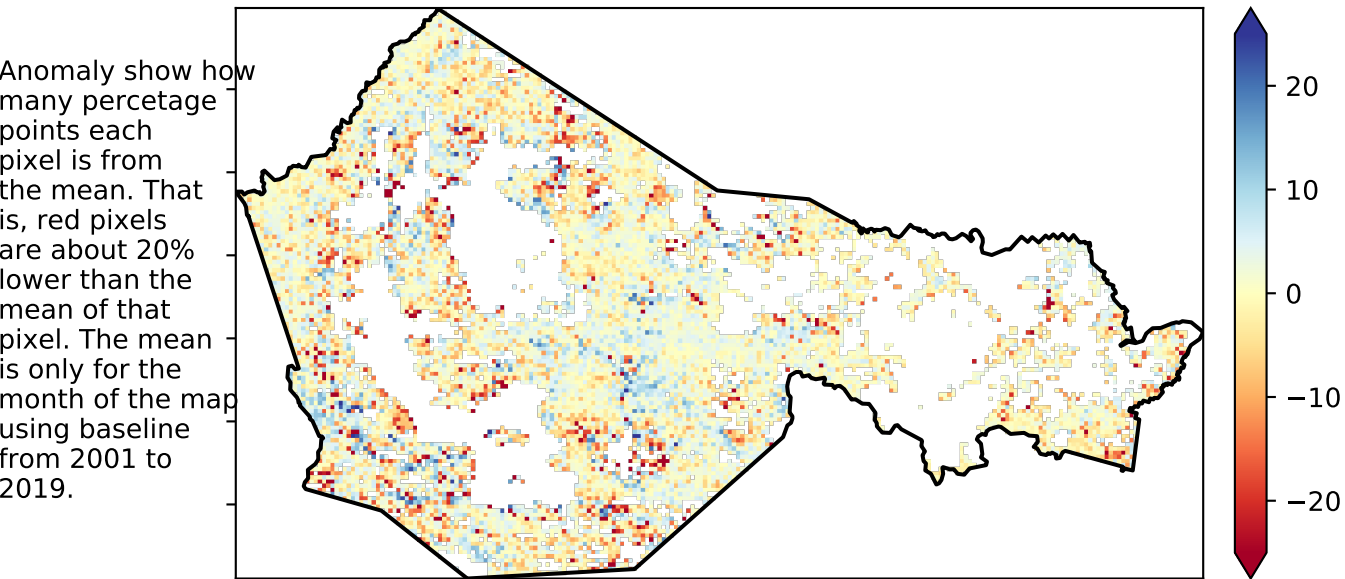 Anomaly show how
many percetage
points each
pixel is from
the mean. That
is, red pixels
are about 20%
lower than the
mean of that
pixel. The mean
is only for the
month of the map
using baseline
from 2001 to
2019.
20
10
0
−10
−20